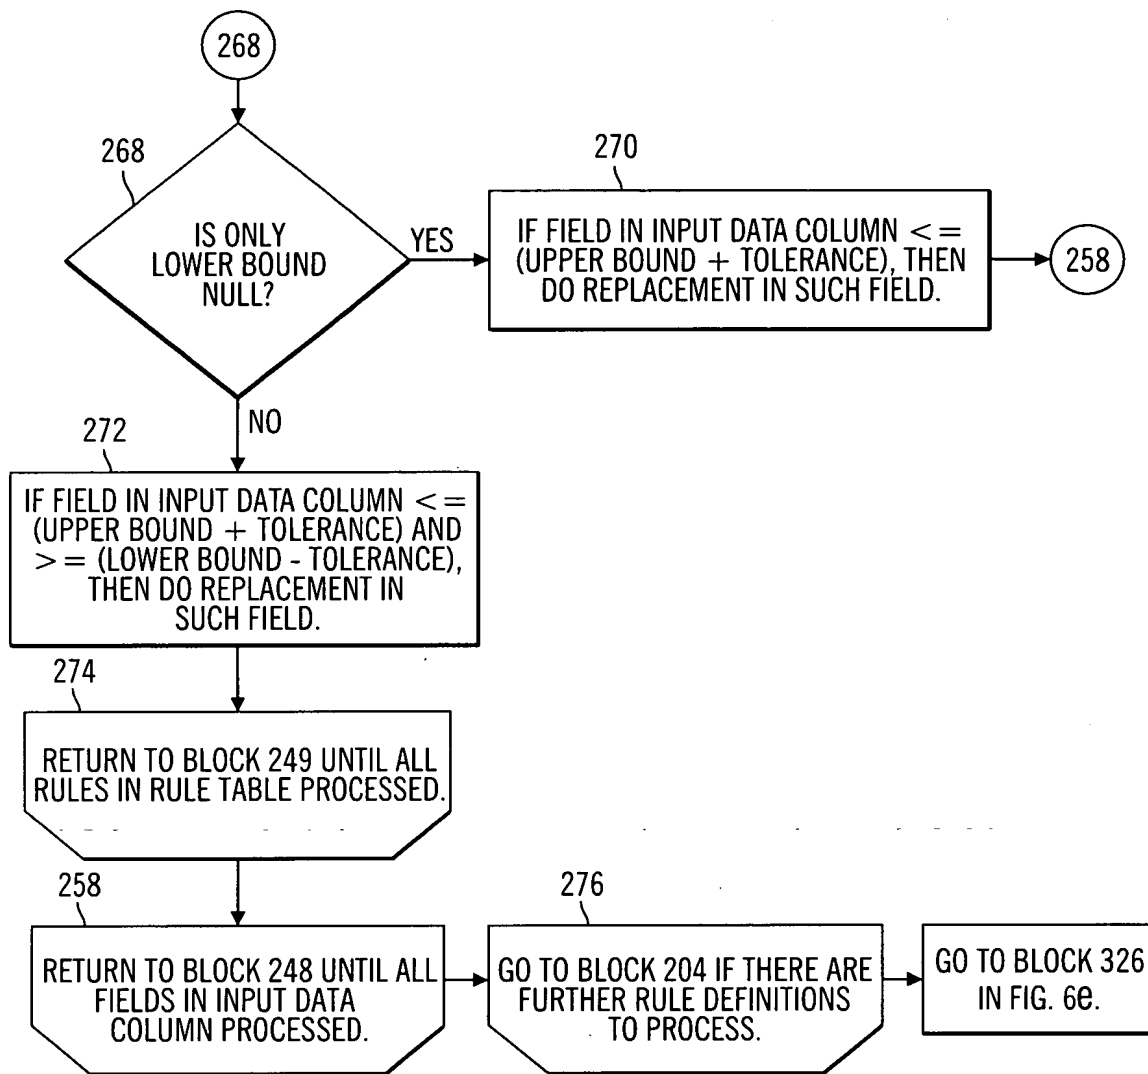 268
268
IS ONLY
LOWER BOUND
NULL?
YES
270
IF FIELD IN INPUT DATA COLUMN <=
(UPPER BOUND + TOLERANCE), THEN
DO REPLACEMENT IN SUCH FIELD.
258
NO
272
IF FIELD IN INPUT DATA COLUMN <=
(UPPER BOUND + TOLERANCE) AND
>= (LOWER BOUND - TOLERANCE),
THEN DO REPLACEMENT IN
SUCH FIELD.
274
RETURN TO BLOCK 249 UNTIL ALL
RULES IN RULE TABLE PROCESSED.
258
RETURN TO BLOCK 248 UNTIL ALL
FIELDS IN INPUT DATA
COLUMN PROCESSED.
276
GO TO BLOCK 204 IF THERE ARE
FURTHER RULE DEFINITIONS
TO PROCESS.
GO TO BLOCK 326
IN FIG. 6e.